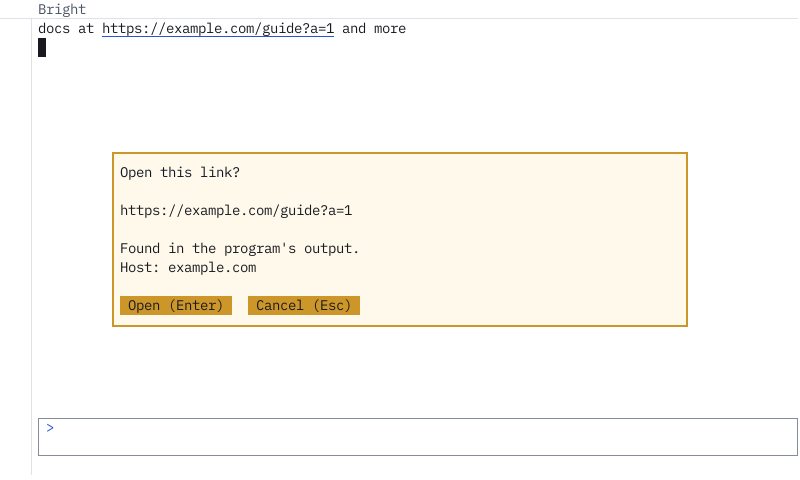 Bright
docs at https://example.com/guide?a=1 and more
Open this link?
https://example.com/guide?a=1
Found in the program's output.
Host: example.com
Open (Enter) Cancel (Esc)
>